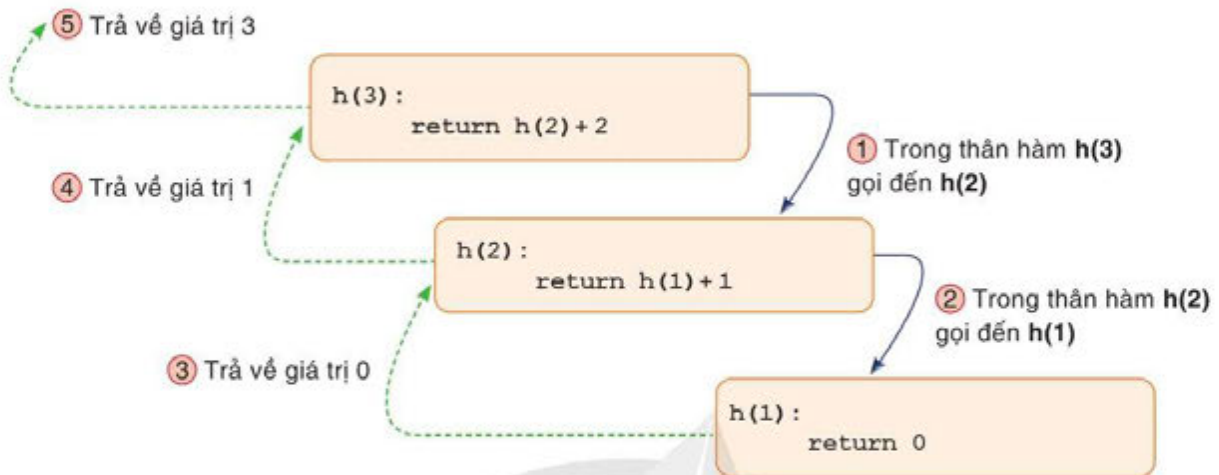 ⑤ Trả về giá trị 3
h(3):
return h(2)+2
① Trong thân hàm h(3)
gọi đến h(2)
④ Trả về giá trị 1
h(2):
return h(1)+1
② Trong thân hàm h(2)
gọi đến h(1)
③ Trả về giá trị 0
h(1):
return 0